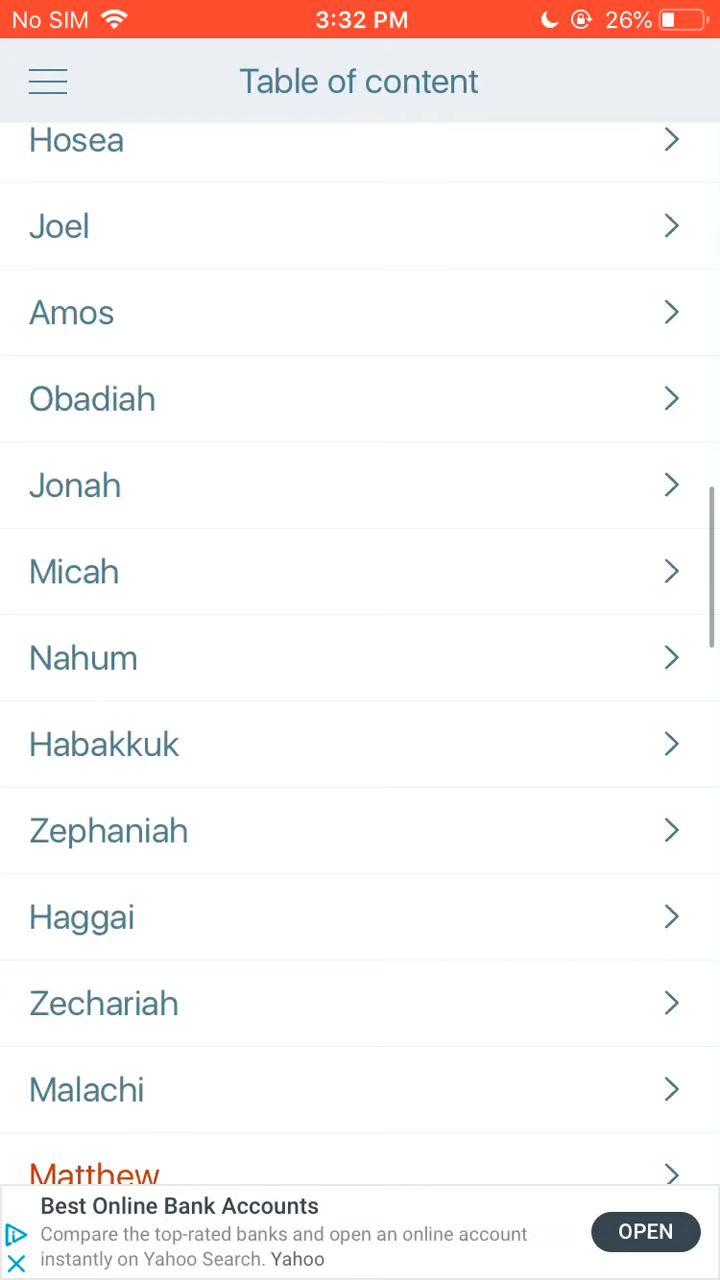 No SIM 3:32 PM 26%
Table of content
Hosea
Joel
Amos
Obadiah
Jonah
Micah
Nahum
Habakkuk
Zephaniah
Haggai
Zechariah
Malachi
Matthew
Best Online Bank Accounts
Compare the top-rated banks and open an online account
instantly on Yahoo Search. Yahoo
OPEN